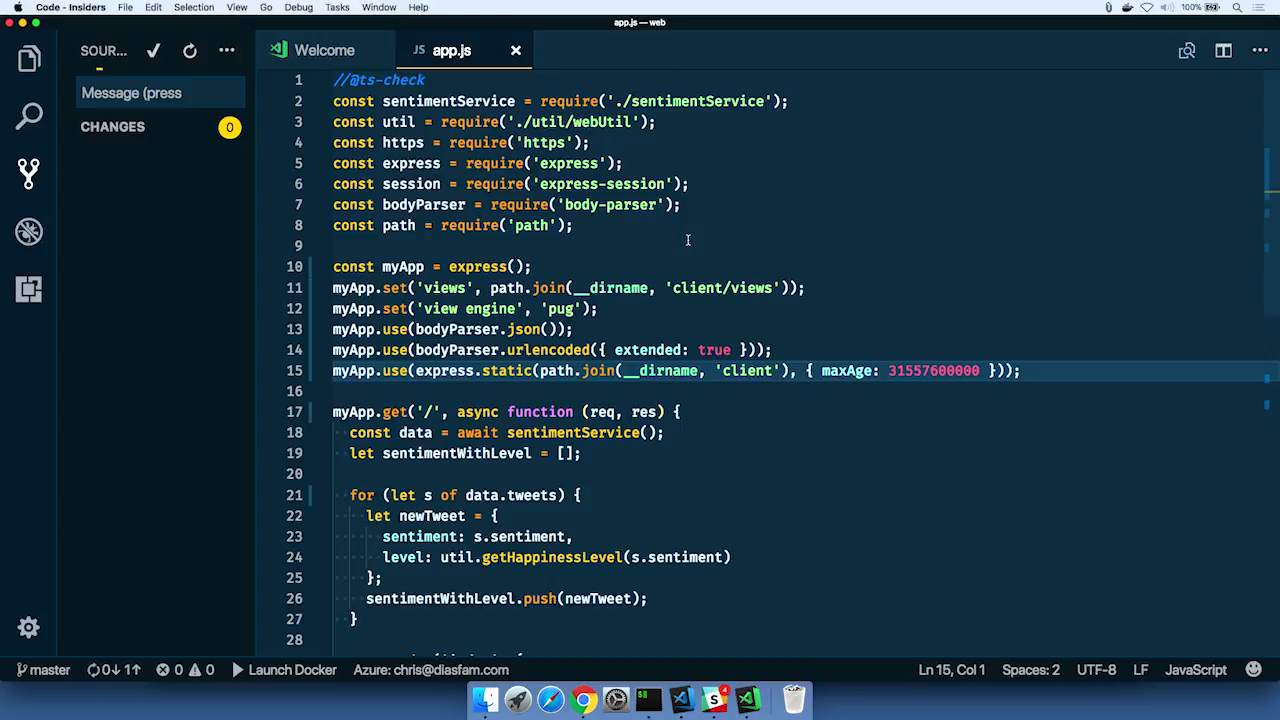 Code - Insiders File Edit Selection View Go Debug Tasks Window Help 100%
app.js — web
SOUR... Welcome JS app.js
Message (press
CHANGES 0
1 //@ts-check
2 const sentimentService = require('./sentimentService');
3 const util = require('./util/webUtil');
4 const https = require('https');
5 const express = require('express');
6 const session = require('express-session');
7 const bodyParser = require('body-parser');
8 const path = require('path');
9
10 const myApp = express();
11 myApp.set('views', path.join(__dirname, 'client/views'));
12 myApp.set('view engine', 'pug');
13 myApp.use(bodyParser.json());
14 myApp.use(bodyParser.urlencoded({ extended: true }));
15 myApp.use(express.static(path.join(__dirname, 'client'), { maxAge: 31557600000 }));
16
17 myApp.get('/', async function (req, res) {
18 const data = await sentimentService();
19 let sentimentWithLevel = [];
20
21 for (let s of data.tweets) {
22 let newTweet = {
23 sentiment: s.sentiment,
24 level: util.getHappinessLevel(s.sentiment)
25 };
26 sentimentWithLevel.push(newTweet);
27 }
28
master 0↓ 1↑ 0 0 Launch Docker Azure: chris@diasfam.com Ln 15, Col 1 Spaces: 2 UTF-8 LF JavaScript
$ S 4